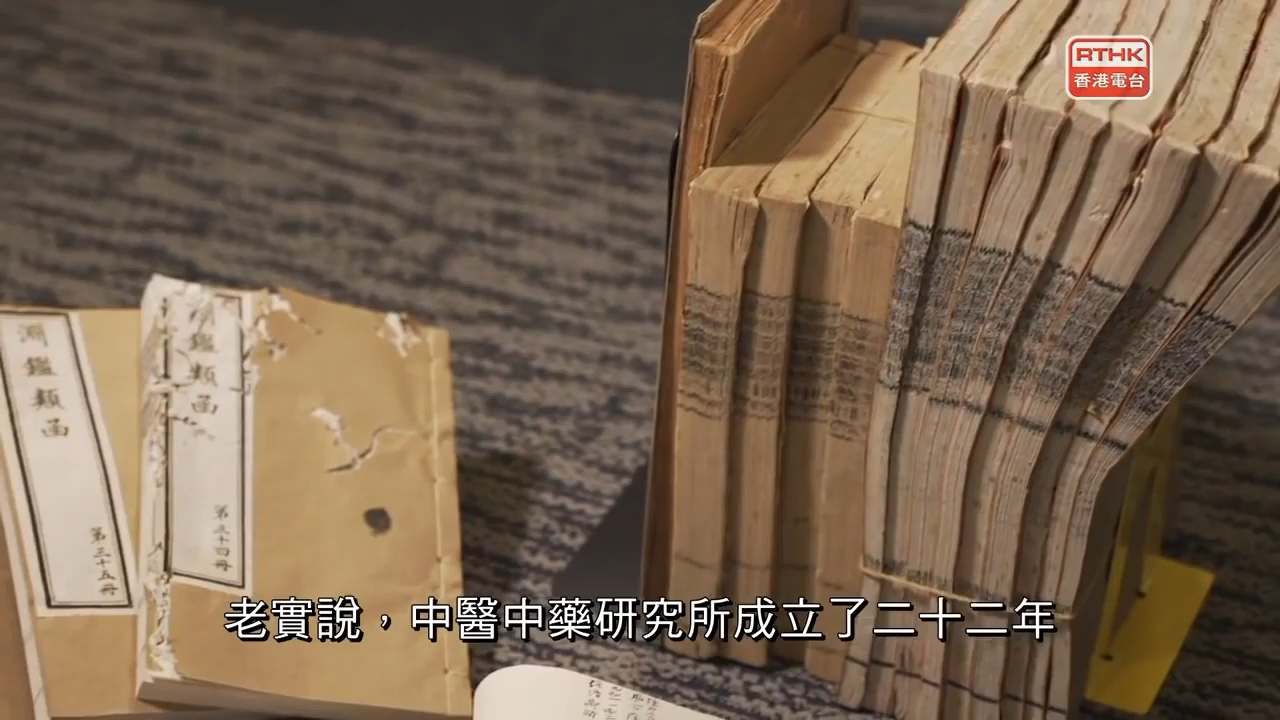 RTHK
香港電台
淵鑑類函
第三十五冊
鑑類函
第三十四冊
老實說，中醫中藥研究所成立了二十二年